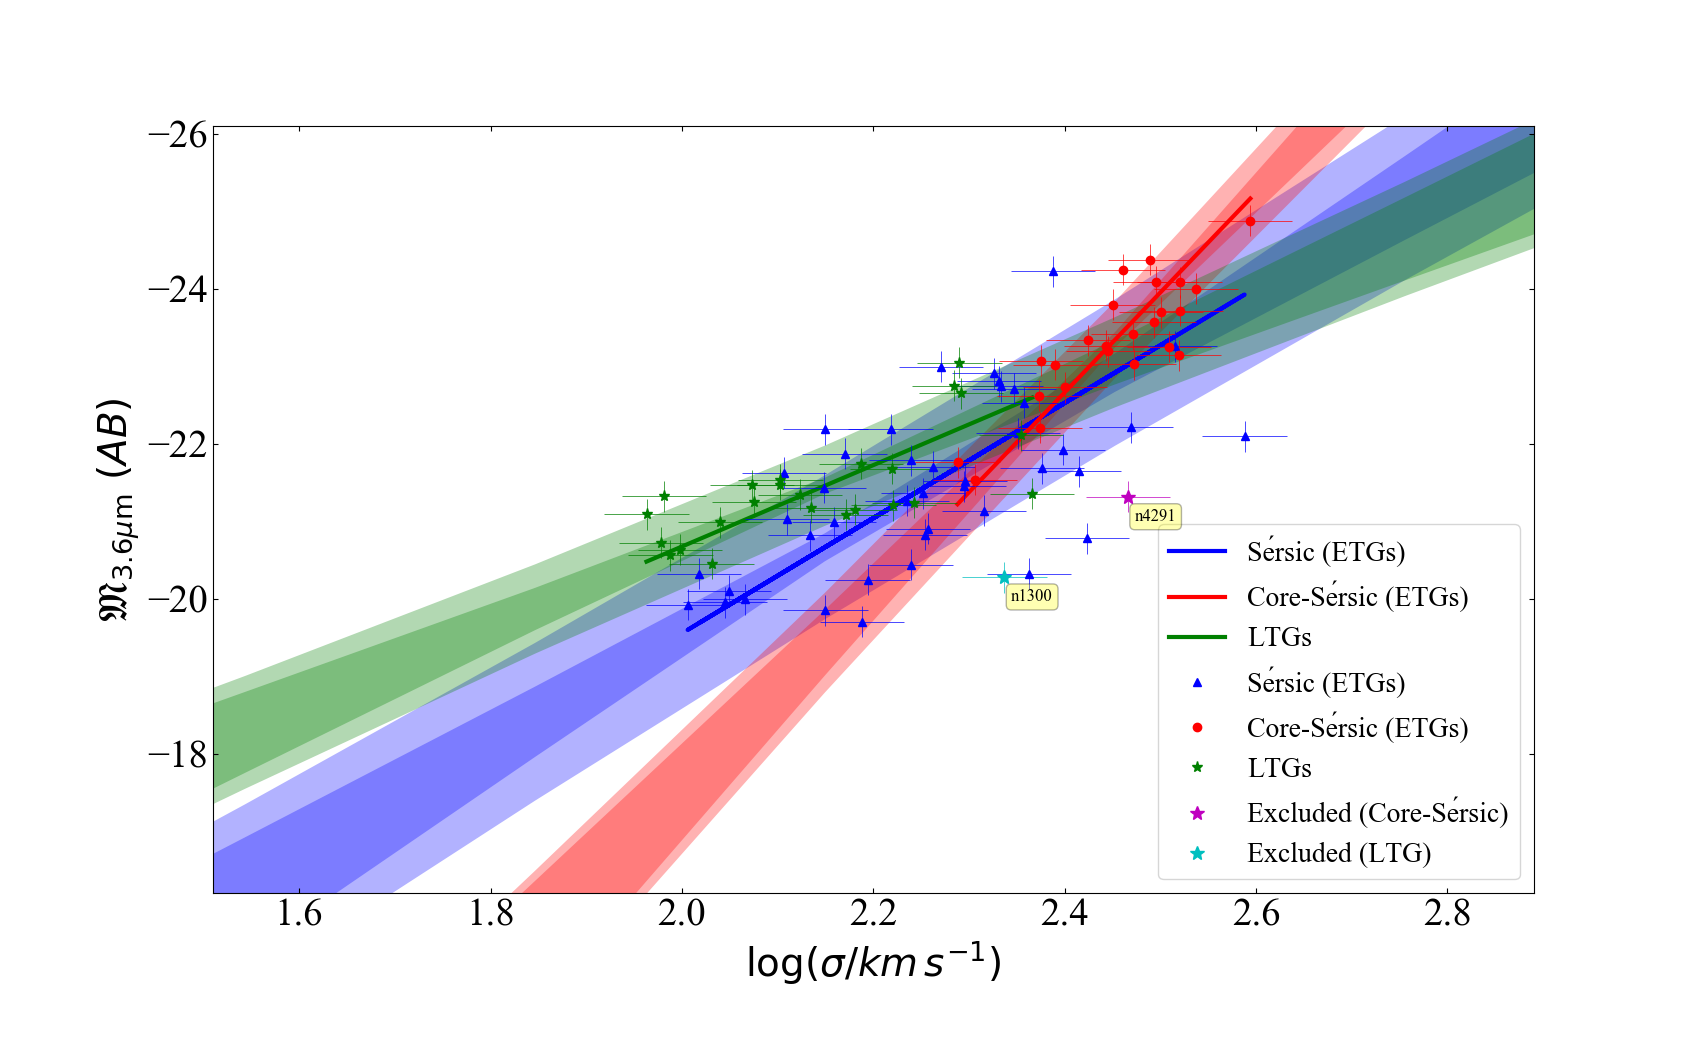 −26
−24
−22
−20
−18
𝔐3.6μm (AB)
n4291
n1300
Sérsic (ETGs)
Core-Sérsic (ETGs)
LTGs
Sérsic (ETGs)
Core-Sérsic (ETGs)
LTGs
Excluded (Core-Sérsic)
Excluded (LTG)
1.6 1.8 2.0 2.2 2.4 2.6 2.8
log(σ/km s⁻¹)